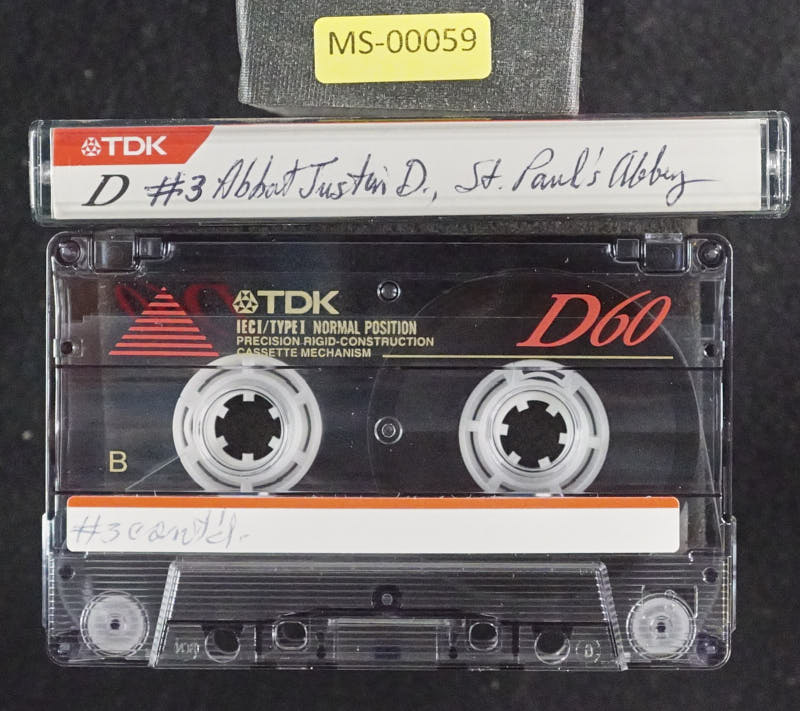 MS-00059
TDK
D #3 Abbot Justin D., St. Paul's Abbey
TDK
D60
IECI/TYPE I NORMAL POSITION
PRECISION RIGID-CONSTRUCTION
CASSETTE MECHANISM
B
#3 cont'd.